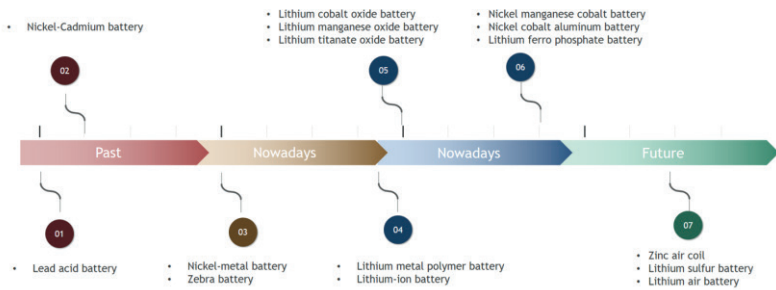 • Nickel-Cadmium battery
• Lithium cobalt oxide battery
• Lithium manganese oxide battery
• Lithium titanate oxide battery
• Nickel manganese cobalt battery
• Nickel cobalt aluminum battery
• Lithium ferro phosphate battery
02
05
06
Past
Nowadays
Nowadays
Future
01
03
04
07
• Lead acid battery
• Nickel-metal battery
• Zebra battery
• Lithium metal polymer battery
• Lithium-ion battery
• Zinc air coil
• Lithium sulfur battery
• Lithium air battery